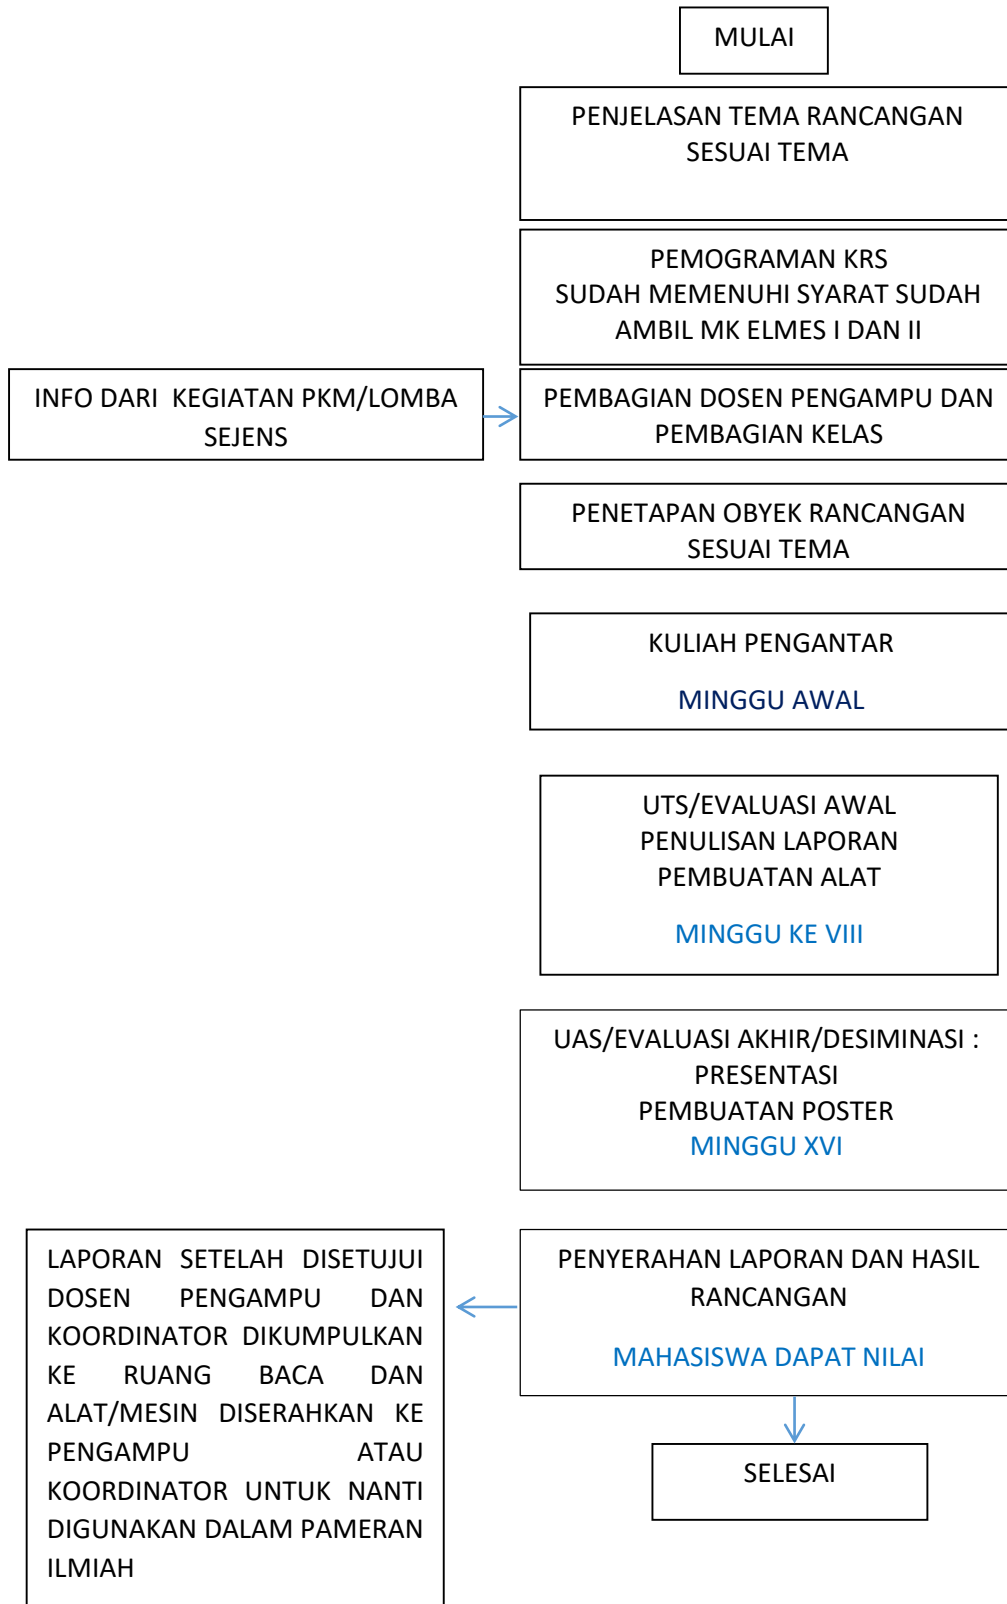 MULAI
PENJELASAN TEMA RANCANGAN
SESUAI TEMA
PEMOGRAMAN KRS
SUDAH MEMENUHI SYARAT SUDAH
AMBIL MK ELMES I DAN II
INFO DARI KEGIATAN PKM/LOMBA
SEJENS
PEMBAGIAN DOSEN PENGAMPU DAN
PEMBAGIAN KELAS
PENETAPAN OBYEK RANCANGAN
SESUAI TEMA
KULIAH PENGANTAR
MINGGU AWAL
UTS/EVALUASI AWAL
PENULISAN LAPORAN
PEMBUATAN ALAT
MINGGU KE VIII
UAS/EVALUASI AKHIR/DESIMINASI :
PRESENTASI
PEMBUATAN POSTER
MINGGU XVI
PENYERAHAN LAPORAN DAN HASIL
RANCANGAN
MAHASISWA DAPAT NILAI
LAPORAN SETELAH DISETUJUI
DOSEN PENGAMPU DAN
KOORDINATOR DIKUMPULKAN
KE RUANG BACA DAN
ALAT/MESIN DISERAHKAN KE
PENGAMPU ATAU
KOORDINATOR UNTUK NANTI
DIGUNAKAN DALAM PAMERAN
ILMIAH
SELESAI